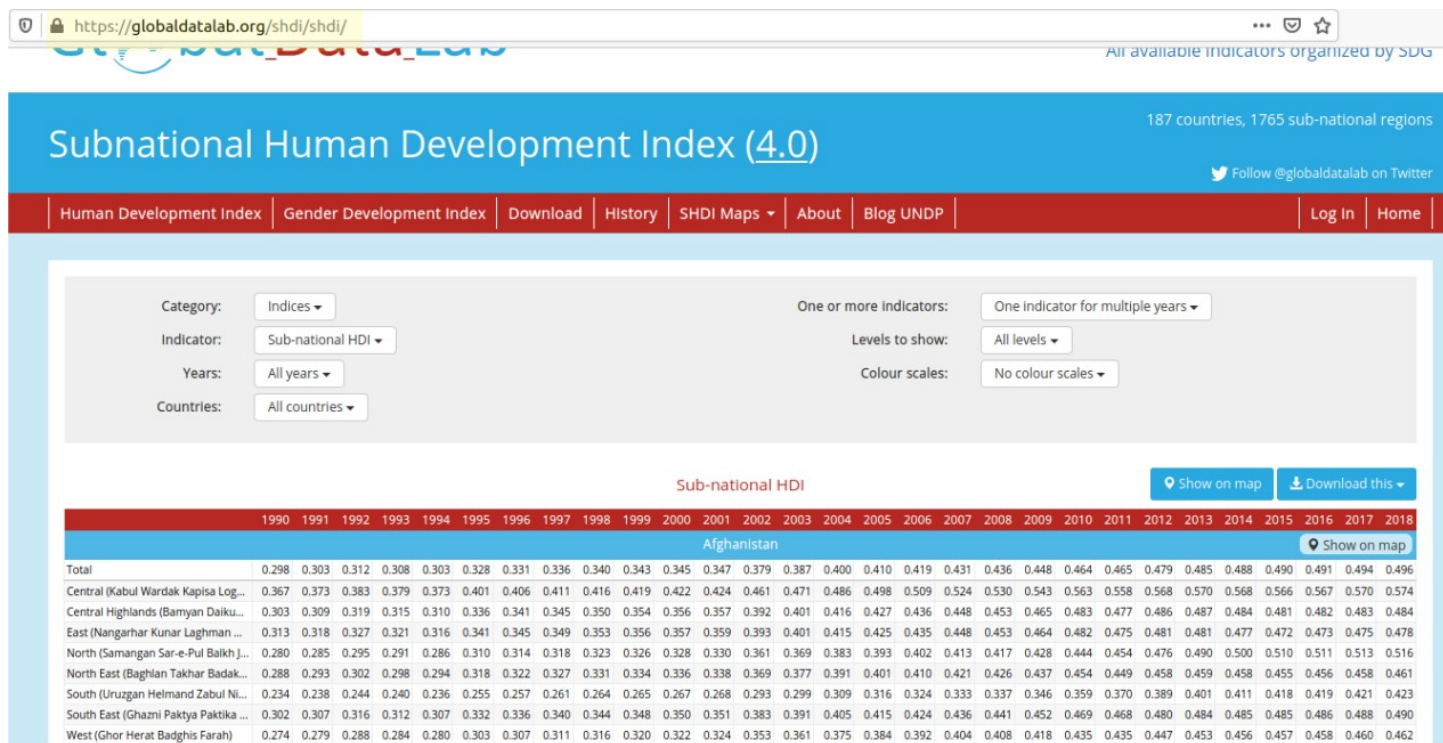 https://globaldatalab.org/shdi/shdi/
Global_Data_Lab
All available indicators organized by SDG
187 countries, 1765 sub-national regions
Subnational Human Development Index (4.0)
Follow @globaldatalab on Twitter
Human Development Index Gender Development Index Download History SHDI Maps About Blog UNDP Log In Home
Category: Indices One or more indicators: One indicator for multiple years
Indicator: Sub-national HDI Levels to show: All levels
Years: All years Colour scales: No colour scales
Countries: All countries
Sub-national HDI Show on map Download this
1990 1991 1992 1993 1994 1995 1996 1997 1998 1999 2000 2001 2002 2003 2004 2005 2006 2007 2008 2009 2010 2011 2012 2013 2014 2015 2016 2017 2018
Afghanistan Show on map
Total 0.298 0.303 0.312 0.308 0.303 0.328 0.331 0.336 0.340 0.343 0.345 0.347 0.379 0.387 0.400 0.410 0.419 0.431 0.436 0.448 0.464 0.465 0.479 0.485 0.488 0.490 0.491 0.494 0.496
Central (Kabul Wardak Kapisa Log... 0.367 0.373 0.383 0.379 0.373 0.401 0.406 0.411 0.416 0.419 0.422 0.424 0.461 0.471 0.486 0.498 0.509 0.524 0.530 0.543 0.563 0.558 0.568 0.570 0.568 0.566 0.567 0.570 0.574
Central Highlands (Bamyan Daiku... 0.303 0.309 0.319 0.315 0.310 0.336 0.341 0.345 0.350 0.354 0.356 0.357 0.392 0.401 0.416 0.427 0.436 0.448 0.453 0.465 0.483 0.477 0.486 0.487 0.484 0.481 0.482 0.483 0.484
East (Nangarhar Kunar Laghman ... 0.313 0.318 0.327 0.321 0.316 0.341 0.345 0.349 0.353 0.356 0.357 0.359 0.393 0.401 0.415 0.425 0.435 0.448 0.453 0.464 0.482 0.475 0.481 0.481 0.477 0.472 0.473 0.475 0.478
North (Samangan Sar-e-Pul Balkh J... 0.280 0.285 0.295 0.291 0.286 0.310 0.314 0.318 0.323 0.326 0.328 0.330 0.361 0.369 0.383 0.393 0.402 0.413 0.417 0.428 0.444 0.454 0.476 0.490 0.500 0.510 0.511 0.513 0.516
North East (Baghlan Takhar Badak... 0.288 0.293 0.302 0.298 0.294 0.318 0.322 0.327 0.331 0.334 0.336 0.338 0.369 0.377 0.391 0.401 0.410 0.421 0.426 0.437 0.454 0.449 0.458 0.459 0.458 0.455 0.456 0.458 0.461
South (Uruzgan Helmand Zabul Ni... 0.234 0.238 0.244 0.240 0.236 0.255 0.257 0.261 0.264 0.265 0.267 0.268 0.293 0.299 0.309 0.316 0.324 0.333 0.337 0.346 0.359 0.370 0.389 0.401 0.411 0.418 0.419 0.421 0.423
South East (Ghazni Paktya Paktika ... 0.302 0.307 0.316 0.312 0.307 0.332 0.336 0.340 0.344 0.348 0.350 0.351 0.383 0.391 0.405 0.415 0.424 0.436 0.441 0.452 0.469 0.468 0.480 0.484 0.485 0.485 0.486 0.488 0.490
West (Ghor Herat Badghis Farah) 0.274 0.279 0.288 0.284 0.280 0.303 0.307 0.311 0.316 0.320 0.322 0.324 0.353 0.361 0.375 0.384 0.392 0.404 0.408 0.418 0.435 0.435 0.447 0.453 0.456 0.457 0.458 0.460 0.462